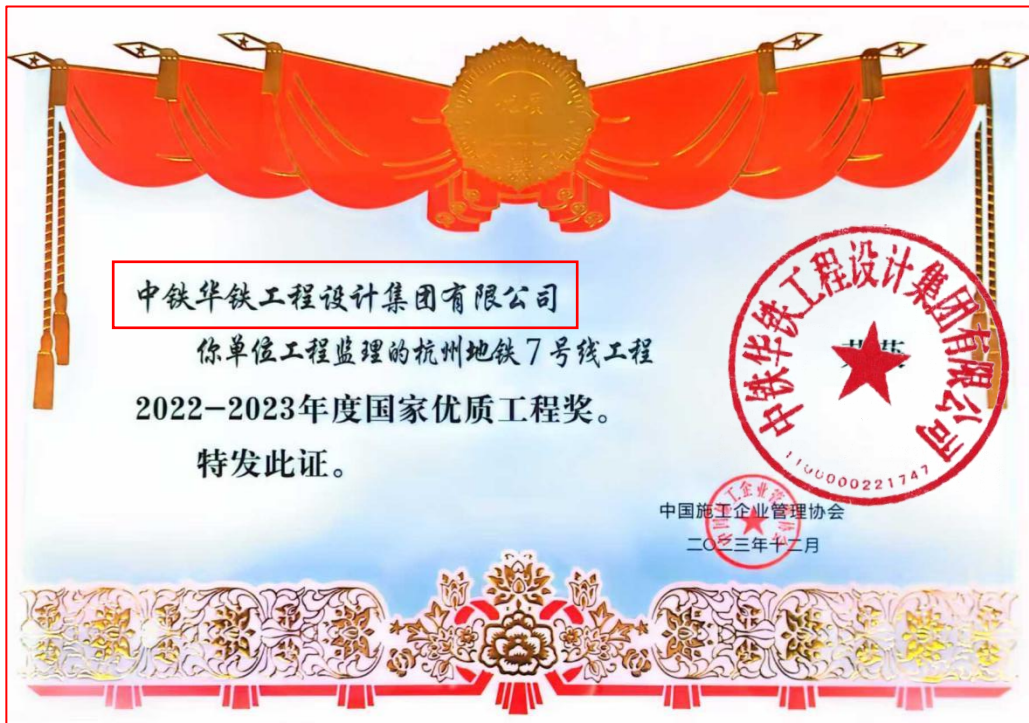 中铁华铁工程设计集团有限公司
你单位工程监理的杭州地铁7号线工程
2022-2023年度国家优质工程奖。
特发此证。
中铁华铁工程设计集团有限公司
1100000221747
中国施工企业管理协会
二〇二三年十二月